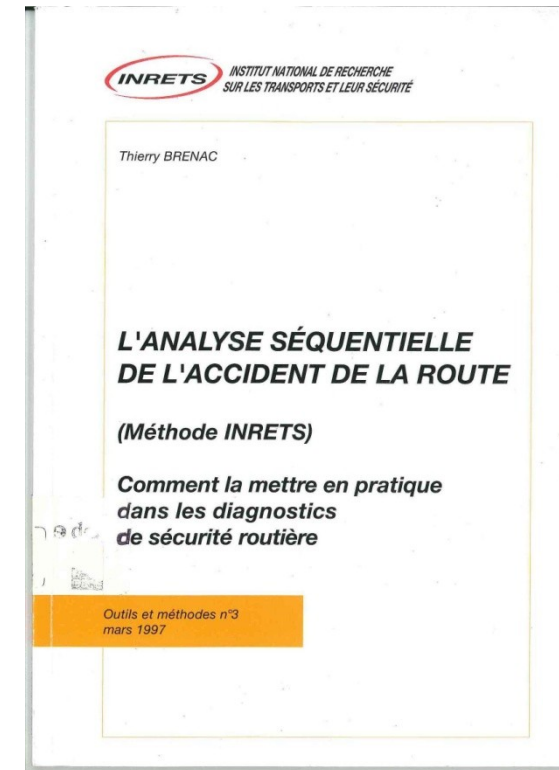 INRETS
INSTITUT NATIONAL DE RECHERCHE
SUR LES TRANSPORTS ET LEUR SÉCURITÉ
Thierry BRENAC
L'ANALYSE SÉQUENTIELLE
DE L'ACCIDENT DE LA ROUTE
(Méthode INRETS)
Comment la mettre en pratique
dans les diagnostics
de sécurité routière
Outils et méthodes n°3
mars 1997